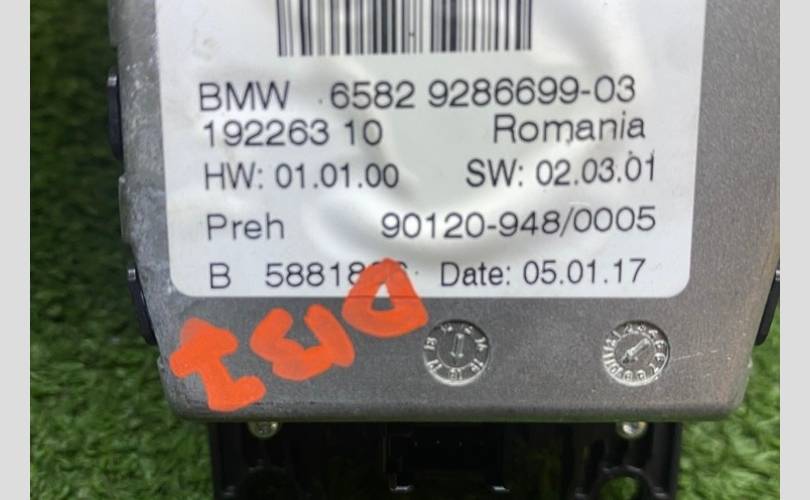 BMW 6582 9286699-03
192263 10 Romania
HW: 01.01.00 SW: 02.03.01
Preh 90120-948/0005
B Date: 05.01.17